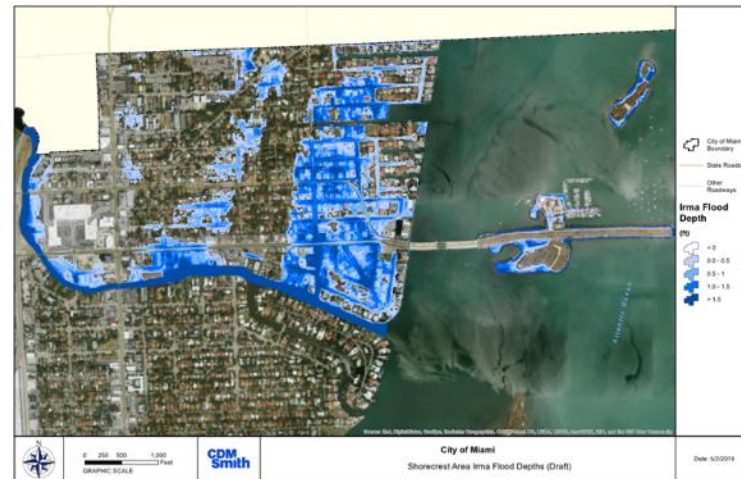 City of Miami
Boundary
State Roads
Other
Roadways
Irma Flood
Depth
(ft)
< 0
0.0 - 0.5
0.5 - 1
1.0 - 1.5
> 1.5
Atlantic Ocean
N
0 250 500 1,000
Feet
GRAPHIC SCALE
CDM
Smith
City of Miami
Shorecrest Area Irma Flood Depths (Draft)
Date: 5/2/2019